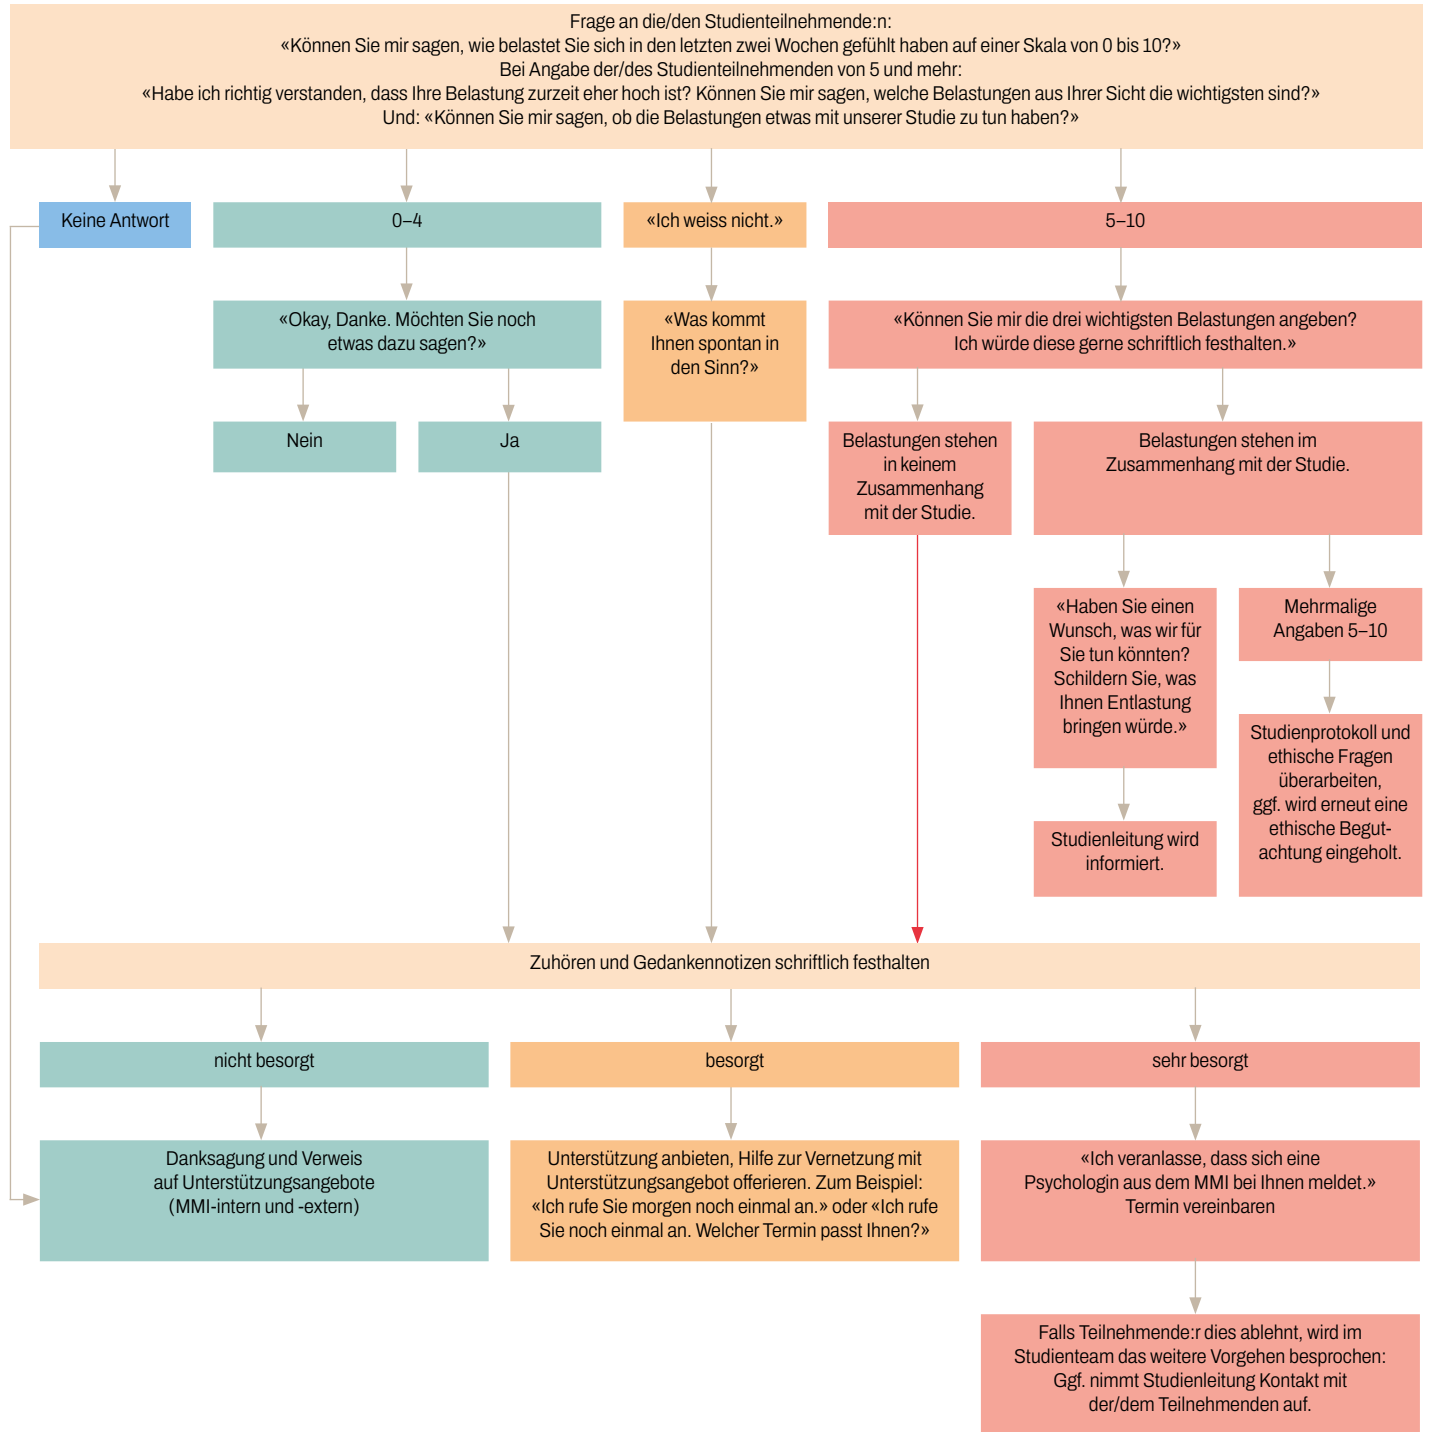 Frage an die/den Studienteilnehmende:n:
«Können Sie mir sagen, wie belastet Sie sich in den letzten zwei Wochen gefühlt haben auf einer Skala von 0 bis 10?»
Bei Angabe der/des Studienteilnehmenden von 5 und mehr:
«Habe ich richtig verstanden, dass Ihre Belastung zurzeit eher hoch ist? Können Sie mir sagen, welche Belastungen aus Ihrer Sicht die wichtigsten sind?»
Und: «Können Sie mir sagen, ob die Belastungen etwas mit unserer Studie zu tun haben?»
Keine Antwort
0–4
«Ich weiss nicht.»
5–10
«Okay, Danke. Möchten Sie noch
etwas dazu sagen?»
«Was kommt
Ihnen spontan in
den Sinn?»
«Können Sie mir die drei wichtigsten Belastungen angeben?
Ich würde diese gerne schriftlich festhalten.»
Nein
Ja
Belastungen stehen
in keinem
Zusammenhang
mit der Studie.
Belastungen stehen im
Zusammenhang mit der Studie.
«Haben Sie einen
Wunsch, was wir für
Sie tun könnten?
Schildern Sie, was
Ihnen Entlastung
bringen würde.»
Mehrmalige
Angaben 5–10
Studienprotokoll und
ethische Fragen
überarbeiten,
ggf. wird erneut eine
ethische Begut-
achtung eingeholt.
Studienleitung wird
informiert.
Zuhören und Gedankennotizen schriftlich festhalten
nicht besorgt
besorgt
sehr besorgt
Danksagung und Verweis
auf Unterstützungsangebote
(MMI-intern und -extern)
Unterstützung anbieten, Hilfe zur Vernetzung mit
Unterstützungsangebot offerieren. Zum Beispiel:
«Ich rufe Sie morgen noch einmal an.» oder «Ich rufe
Sie noch einmal an. Welcher Termin passt Ihnen?»
«Ich veranlasse, dass sich eine
Psychologin aus dem MMI bei Ihnen meldet.»
Termin vereinbaren
Falls Teilnehmende:r dies ablehnt, wird im
Studienteam das weitere Vorgehen besprochen:
Ggf. nimmt Studienleitung Kontakt mit
der/dem Teilnehmenden auf.